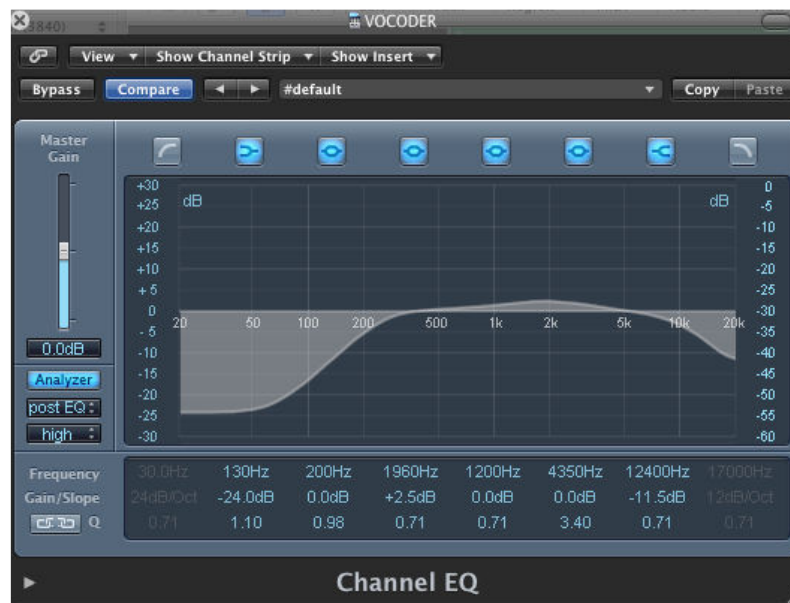 3840)
VOCODER
View Show Channel Strip Show Insert
Bypass Compare #default Copy Paste
Master
Gain
+30 0
+25 dB dB -5
+20 -10
+15 -15
+10 -20
+ 5 -25
0 -30
20 50 100 200 500 1k 2k 5k 10k 20k
- 5 -35
0.0dB
-10 -40
-15 -45
Analyzer
-20 -50
post EQ
-25 -55
high
-30 -60
Frequency 30.0Hz 130Hz 200Hz 1960Hz 1200Hz 4350Hz 12400Hz 17000Hz
Gain/Slope 24dB/Oct -24.0dB 0.0dB +2.5dB 0.0dB 0.0dB -11.5dB 12dB/Oct
Q 0.71 1.10 0.98 0.71 0.71 3.40 0.71 0.71
Channel EQ